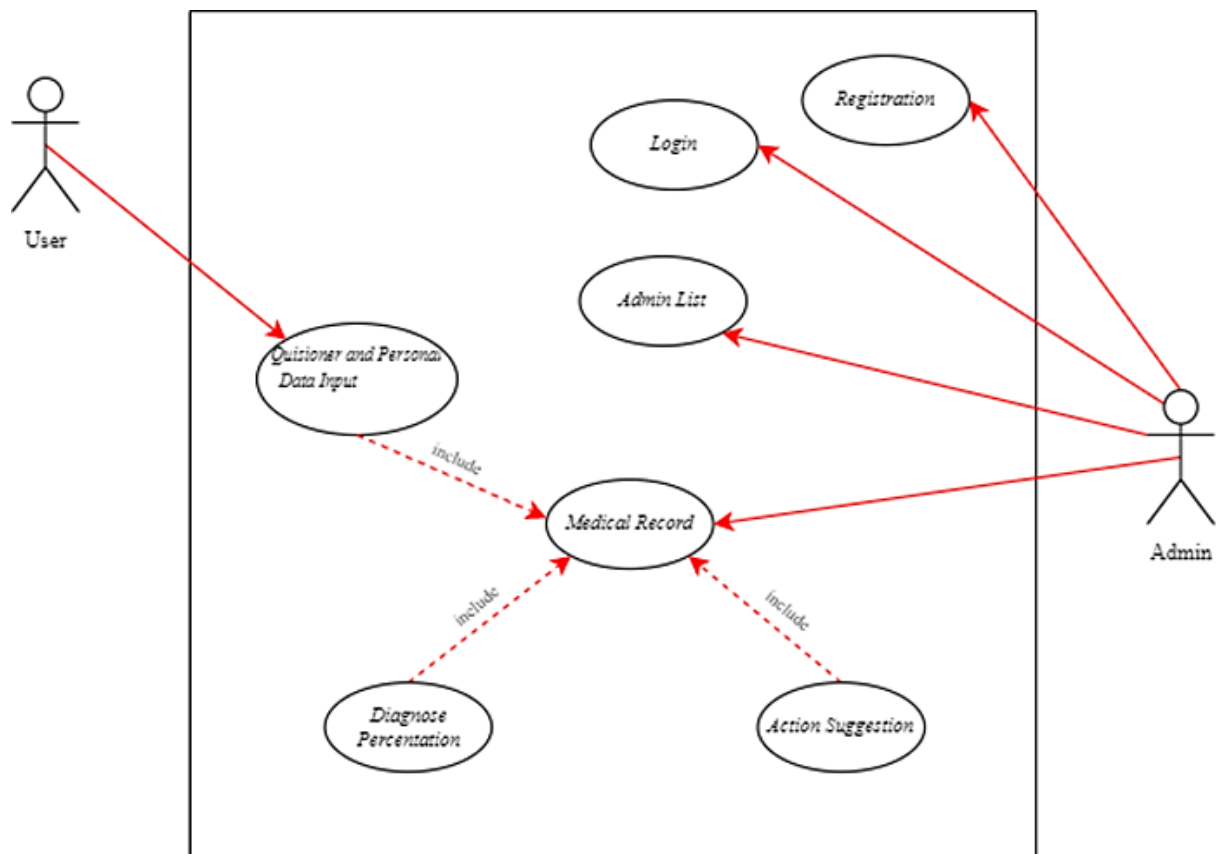 Registration
Login
User
Admin List
Quisioner and Personal
Data Input
include
Medical Record
Admin
include
include
Diagnose
Percentation
Action Suggestion